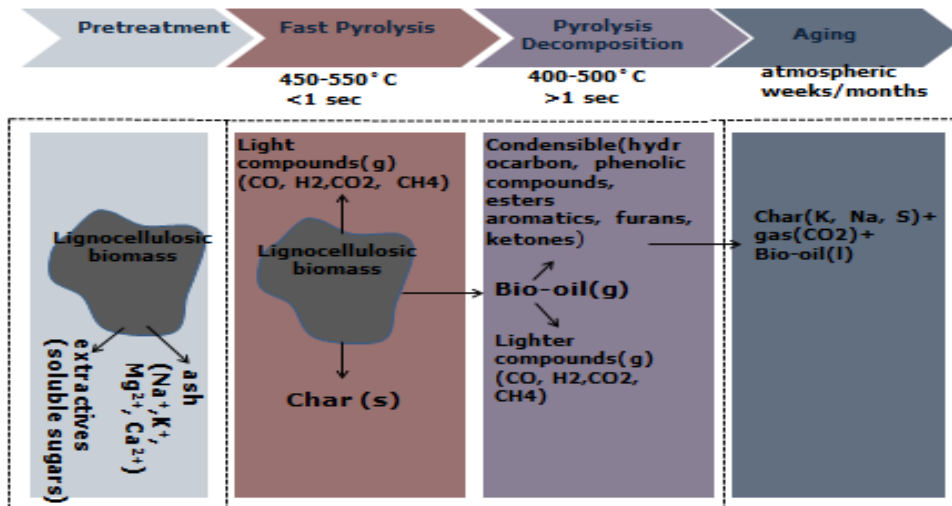 Pretreatment
Fast Pyrolysis
Pyrolysis
Decomposition
Aging
450-550°C
<1 sec
400-500°C
>1 sec
atmospheric
weeks/months
Lignocellulosic
biomass
extractives
(soluble sugars)
ash
(Na⁺,K⁺,
Mg²⁺, Ca²⁺)
Light
compounds(g)
(CO, H2,CO2, CH4)
Lignocellulosic
biomass
Char (s)
Condensible(hydr
ocarbon, phenolic
compounds,
esters
aromatics, furans,
ketones)
Bio-oil(g)
Lighter
compounds(g)
(CO, H2,CO2,
CH4)
Char(K, Na, S)+
gas(CO2)+
Bio-oil(l)